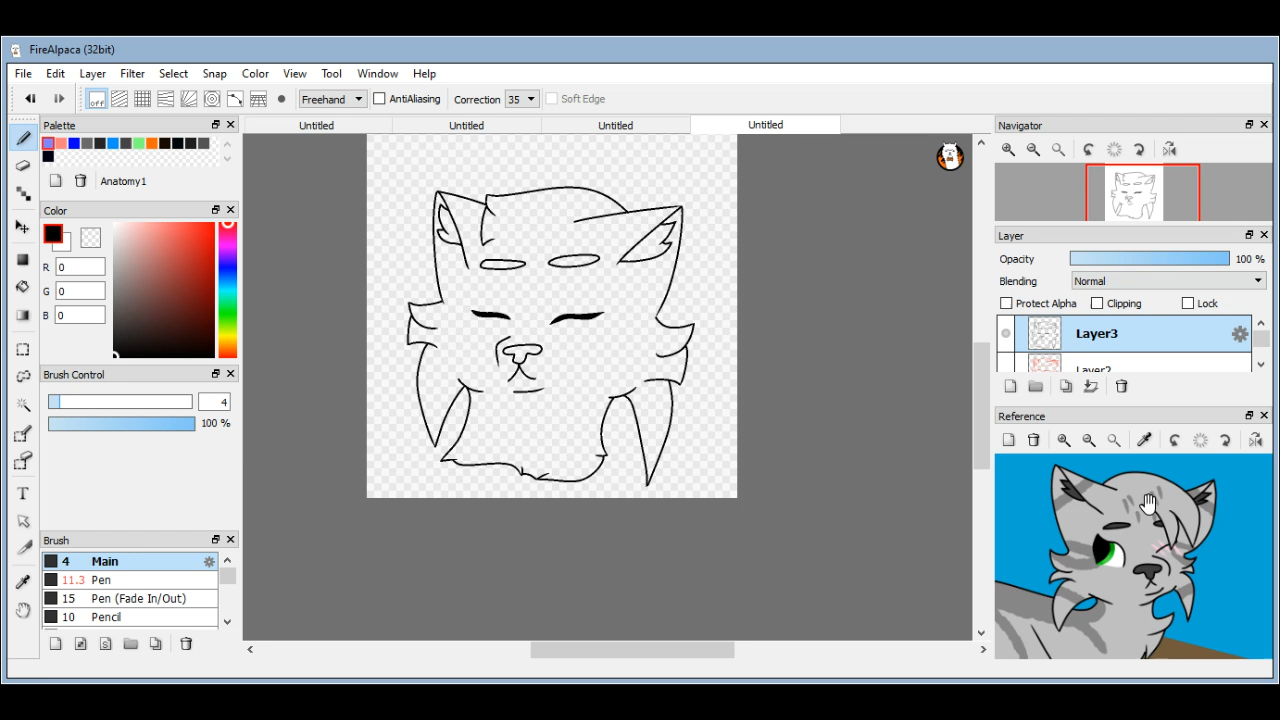 FireAlpaca (32bit)
File Edit Layer Filter Select Snap Color View Tool Window Help
off Freehand AntiAliasing Correction 35 Soft Edge
Palette
Untitled Untitled Untitled Untitled
Navigator
Anatomy1
Color
R 0
G 0
B 0
Layer
Opacity 100 %
Blending Normal
Protect Alpha Clipping Lock
Layer3
Layer2
Brush Control
4
100 %
Reference
Brush
4 Main
11.3 Pen
15 Pen (Fade In/Out)
10 Pencil